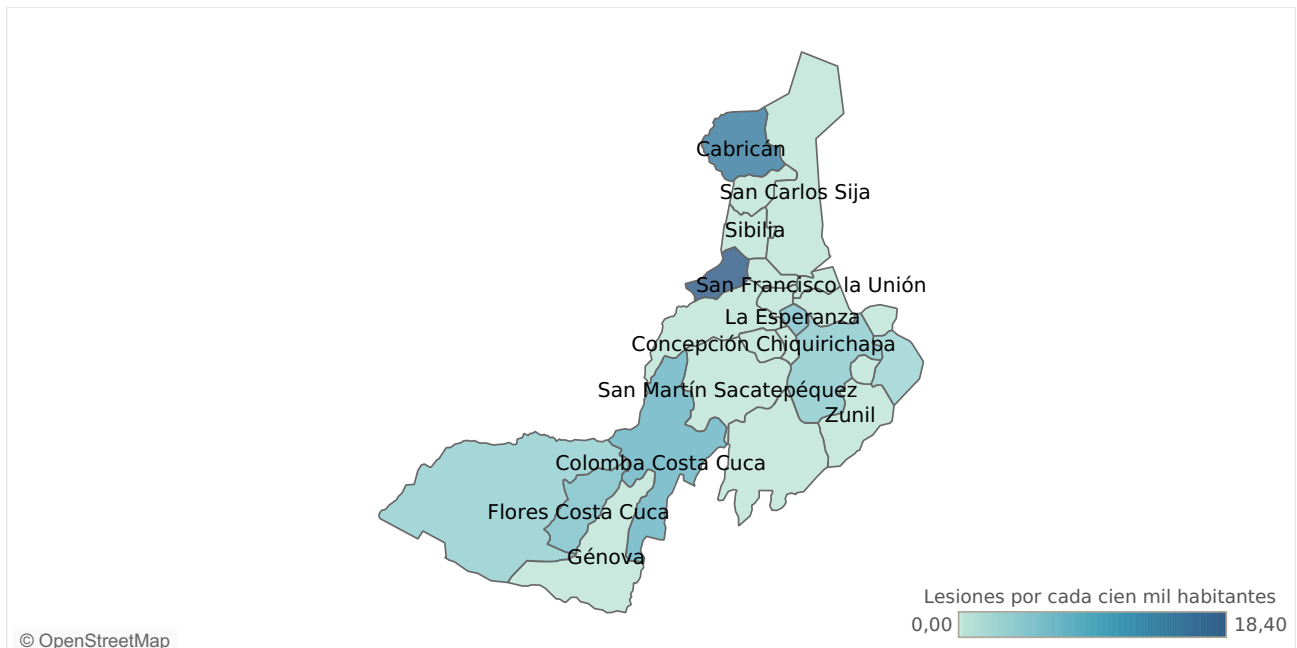 Cabricán
San Carlos Sija
Sibilia
San Francisco la Unión
La Esperanza
Concepción Chiquirichapa
San Martín Sacatepéquez
Zunil
Colomba Costa Cuca
Flores Costa Cuca
Génova
Lesiones por cada cien mil habitantes
0,00 18,40
© OpenStreetMap